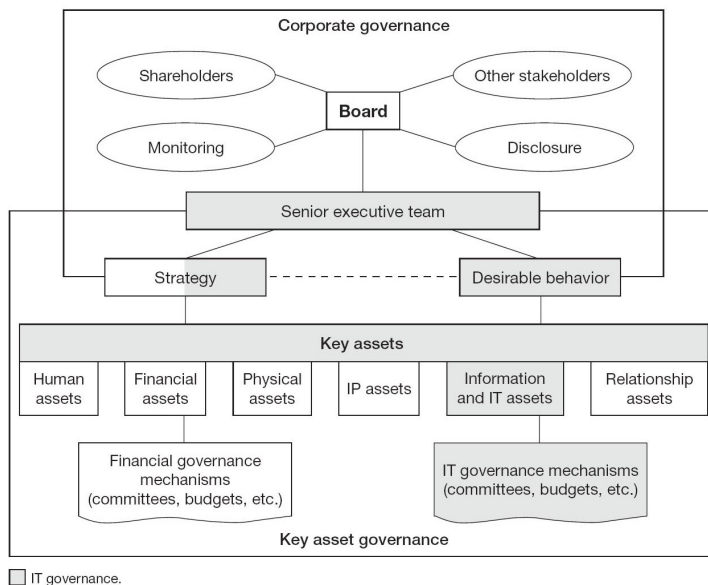 Corporate governance
Shareholders
Other stakeholders
Board
Monitoring
Disclosure
Senior executive team
Strategy
Desirable behavior
Key assets
Human
assets
Financial
assets
Physical
assets
IP assets
Information
and IT assets
Relationship
assets
Financial governance
mechanisms
(committees, budgets, etc.)
IT governance mechanisms
(committees, budgets, etc.)
Key asset governance
IT governance.